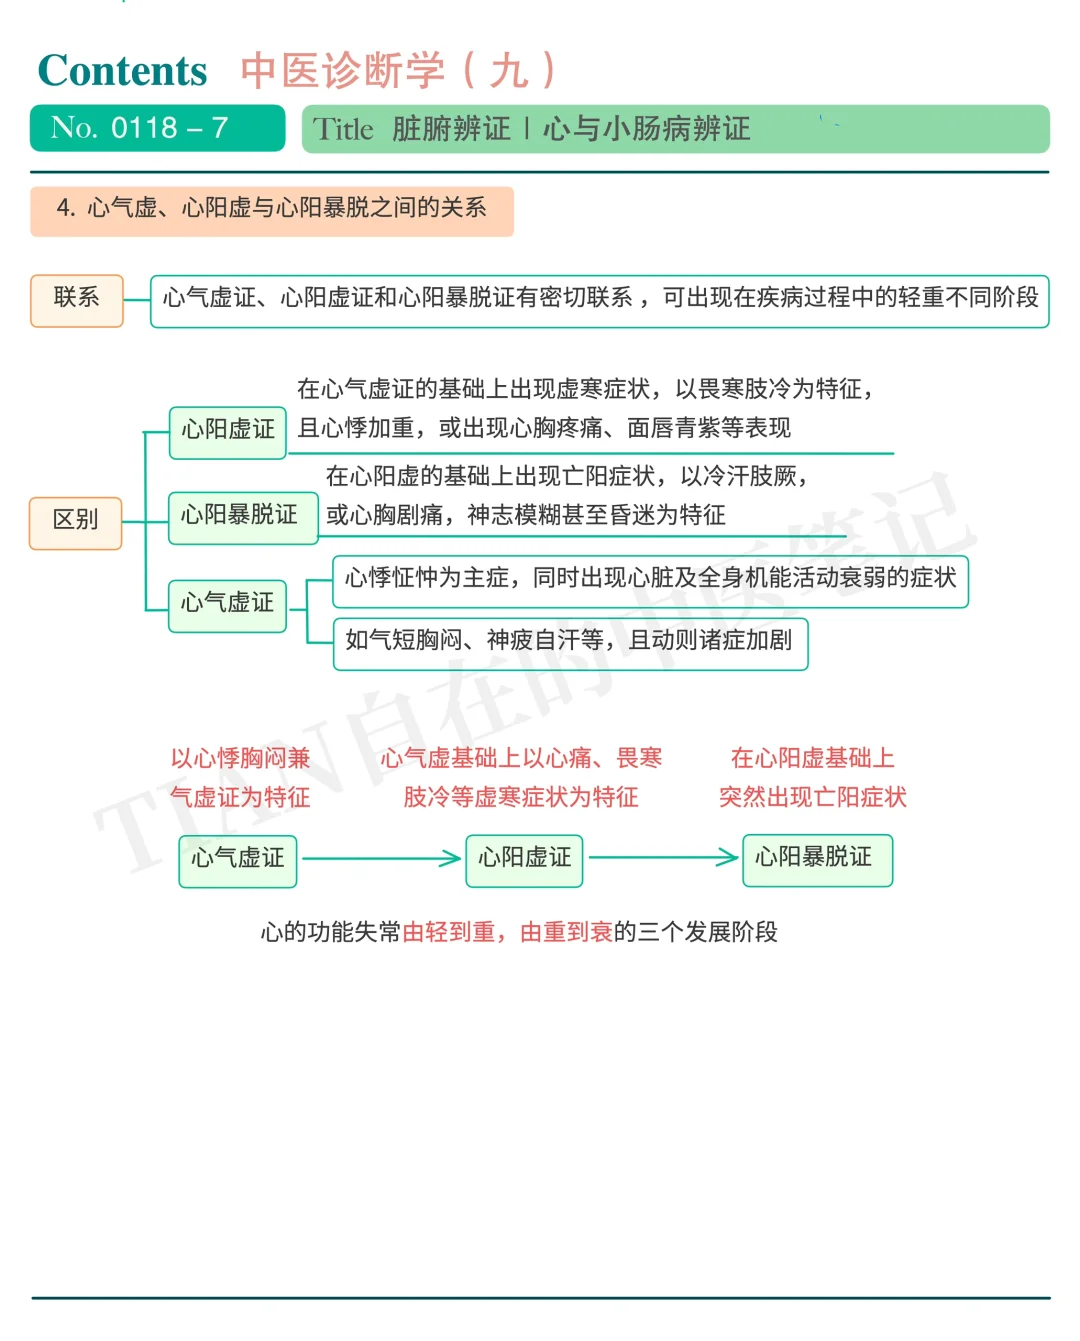 Contents 中医诊断学（九）
No. 0118－7
Title 脏腑辨证 | 心与小肠病辨证
4. 心气虚、心阳虚与心阳暴脱之间的关系
联系
心气虚证、心阳虚证和心阳暴脱证有密切联系，可出现在疾病过程中的轻重不同阶段
区别
心阳虚证
在心气虚证的基础上出现虚寒症状，以畏寒肢冷为特征，
且心悸加重，或出现心胸疼痛、面唇青紫等表现
心阳暴脱证
在心阳虚的基础上出现亡阳症状，以冷汗肢厥，
或心胸剧痛，神志模糊甚至昏迷为特征
心气虚证
心悸怔忡为主症，同时出现心脏及全身机能活动衰弱的症状
如气短胸闷、神疲自汗等，且动则诸症加剧
以心悸胸闷兼
气虚证为特征
心气虚证
心气虚基础上以心痛、畏寒
肢冷等虚寒症状为特征
心阳虚证
在心阳虚基础上
突然出现亡阳症状
心阳暴脱证
心的功能失常由轻到重，由重到衰的三个发展阶段
TIAN自在的中医笔记